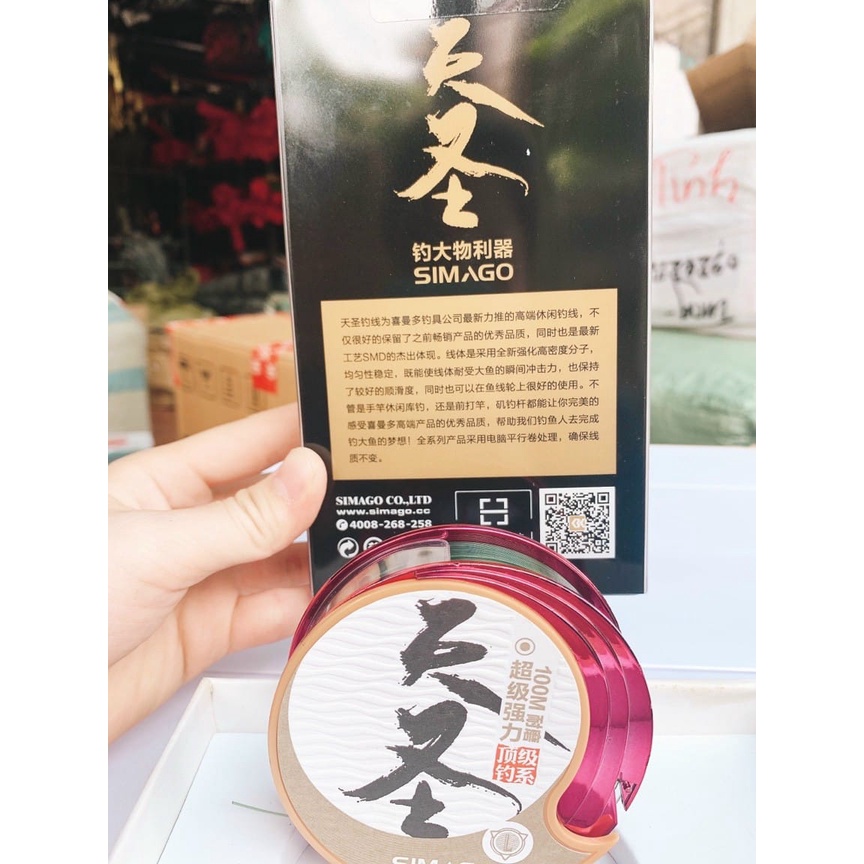 天
圣
钓大物利器
SIMAGO
天圣钓线为喜曼多钓具公司最新力推的高端休闲钓线，不
仅很好的保留了之前畅销产品的优秀品质，同时也是最新
工艺SMD的杰出体现。线体是采用全新强化高密度分子，
均匀性稳定，既能使线体耐受大鱼的瞬间冲击力，也保持
了较好的顺滑度，同时也可以在鱼线轮上很好的使用。不
管是手竿休闲库钓，还是前打竿，矶钓杆都能让你完美的
感受喜曼多高端产品的优秀品质，帮助我们钓鱼人去完成
钓大鱼的梦想！全系列产品采用电脑平行卷处理，确保线
质不变。
SIMAGO CO.,LTD
www.simago.cc
4008-268-258
天
圣
100M
超级强力
顶级
钓系
SIMAGO
Tinh